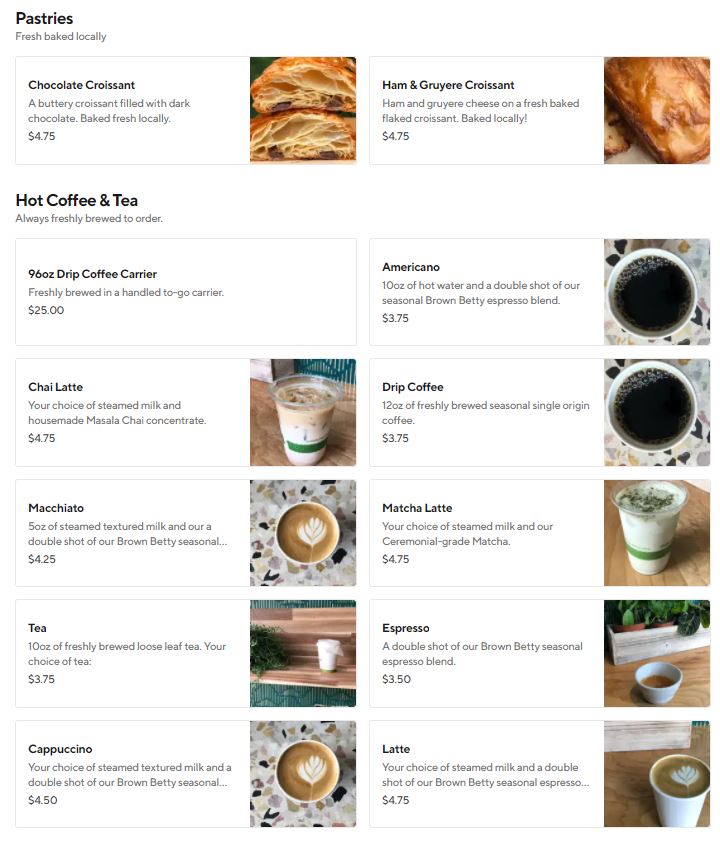 Pastries
Fresh baked locally
Chocolate Croissant
A buttery croissant filled with dark
chocolate. Baked fresh locally.
$4.75
Ham & Gruyere Croissant
Ham and gruyere cheese on a fresh baked
flaked croissant. Baked locally!
$4.75
Hot Coffee & Tea
Always freshly brewed to order.
96oz Drip Coffee Carrier
Freshly brewed in a handled to-go carrier.
$25.00
Americano
10oz of hot water and a double shot of our
seasonal Brown Betty espresso blend.
$3.75
Chai Latte
Your choice of steamed milk and
housemade Masala Chai concentrate.
$4.75
Drip Coffee
12oz of freshly brewed seasonal single origin
coffee.
$3.75
Macchiato
5oz of steamed textured milk and our a
double shot of our Brown Betty seasonal...
$4.25
Matcha Latte
Your choice of steamed milk and our
Ceremonial-grade Matcha.
$4.75
Tea
10oz of freshly brewed loose leaf tea. Your
choice of tea:
$3.75
Espresso
A double shot of our Brown Betty seasonal
espresso blend.
$3.50
Cappuccino
Your choice of steamed textured milk and a
double shot of our Brown Betty seasonal...
$4.50
Latte
Your choice of steamed milk and a double
shot of our Brown Betty seasonal espresso...
$4.75